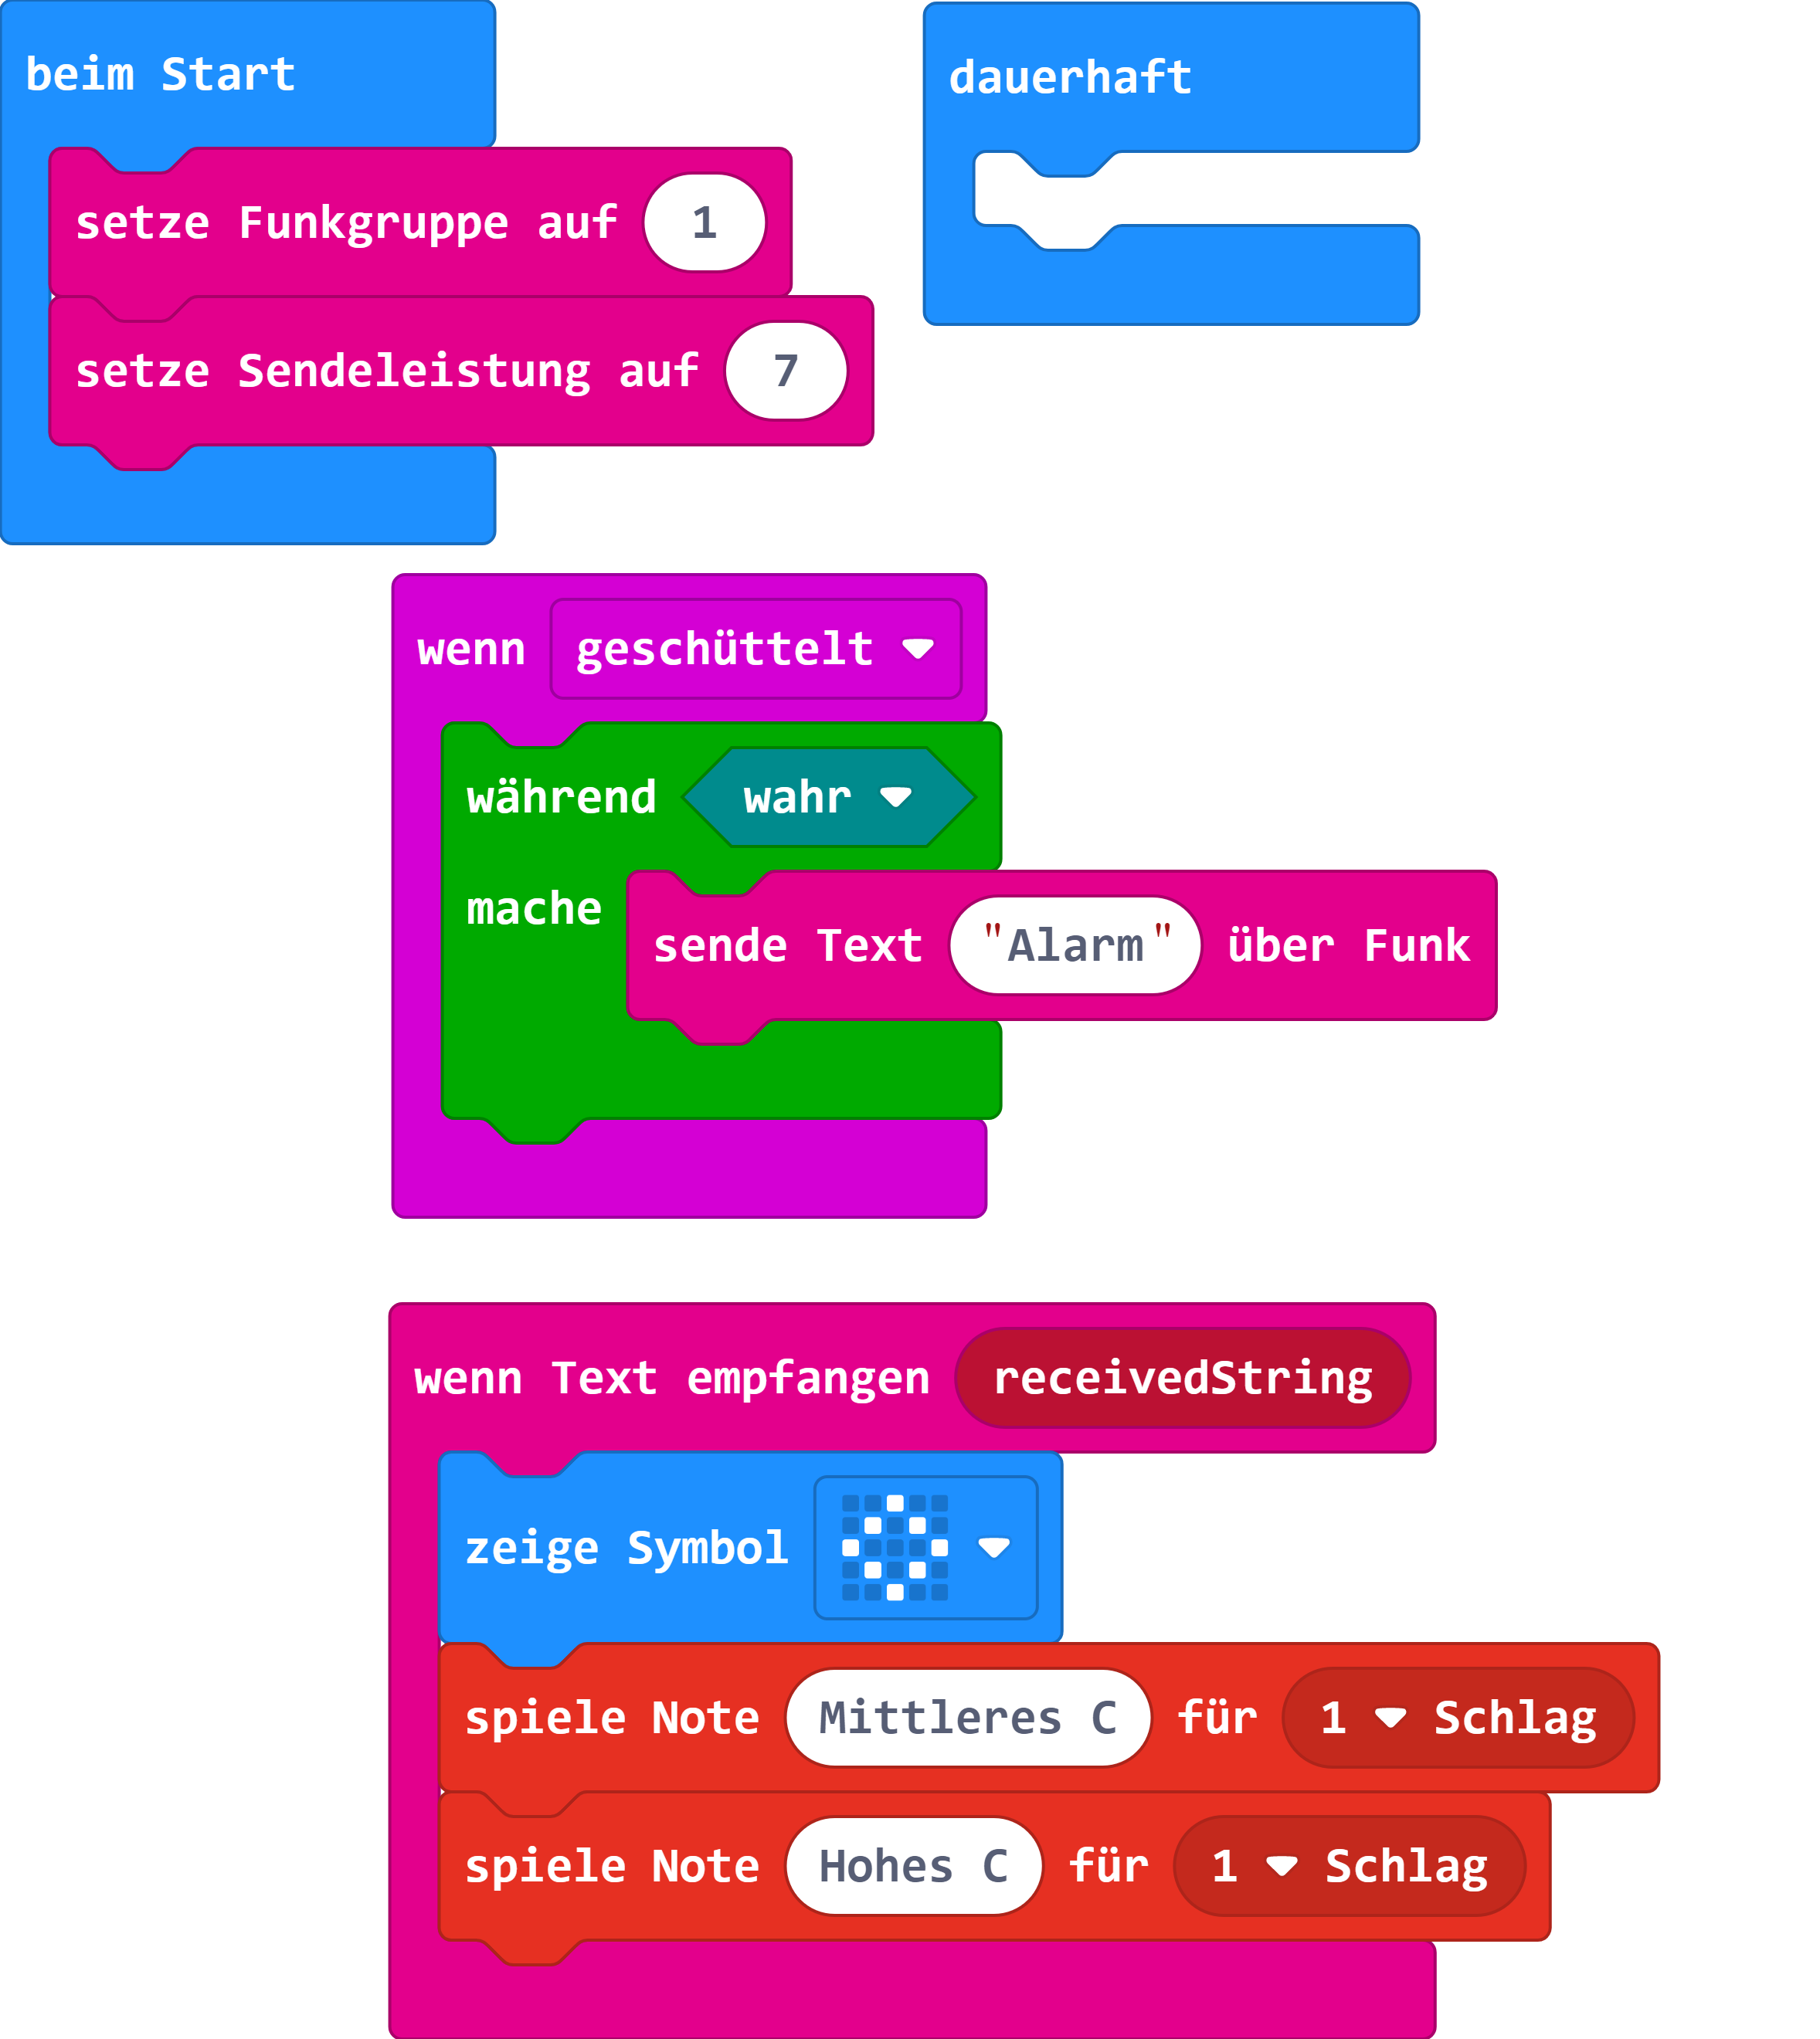 beim Start
setze Funkgruppe auf 1
setze Sendeleistung auf 7
dauerhaft
wenn geschüttelt
während wahr
mache
sende Text "Alarm" über Funk
wenn Text empfangen receivedString
zeige Symbol
spiele Note Mittleres C für 1 Schlag
spiele Note Hohes C für 1 Schlag